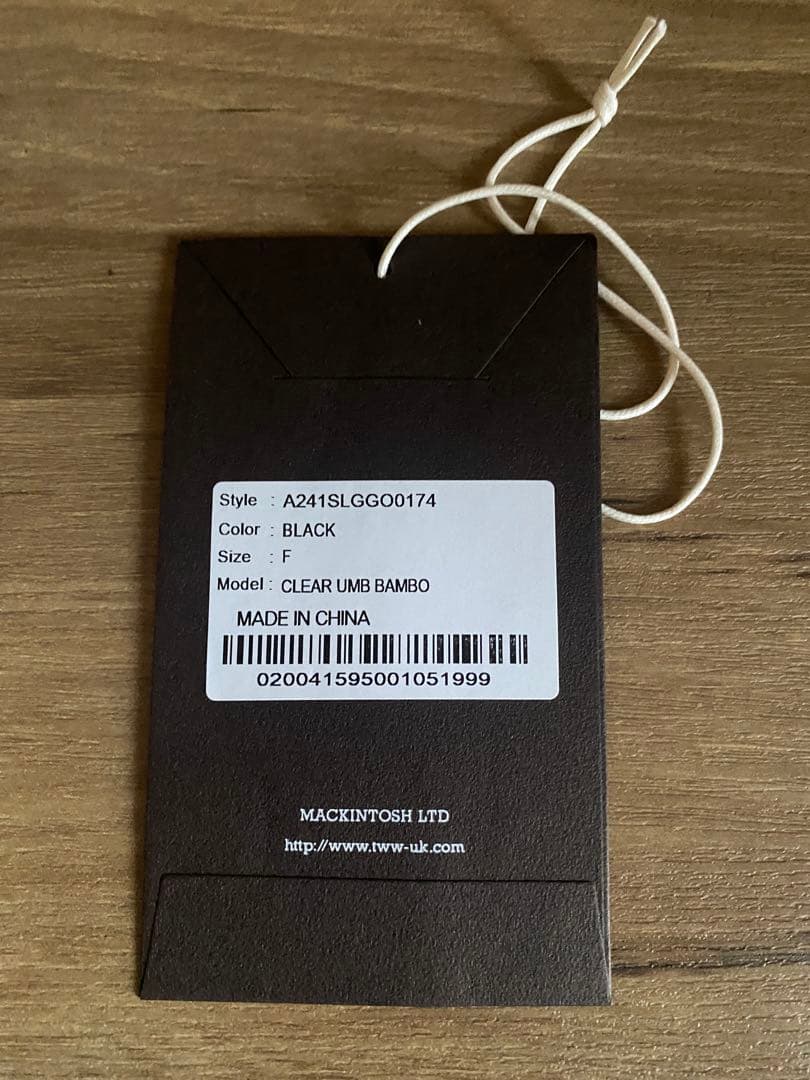 Style : A241SLGGO0174
Color : BLACK
Size : F
Model : CLEAR UMB BAMBO
MADE IN CHINA
020041595001051999
MACKINTOSH LTD
http://www.tww-uk.com